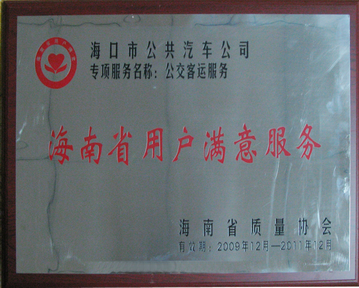 海口市公共汽车公司
专项服务名称：公交客运服务
海南省用户满意服务
海南省质量协会
有效期：2009年12月—2011年12月